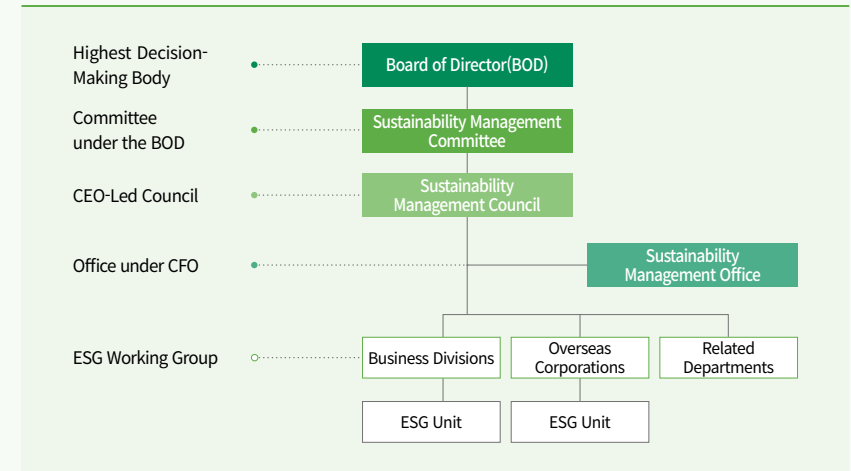 Highest Decision-
Making Body
Board of Director(BOD)
Committee
under the BOD
Sustainability Management
Committee
CEO-Led Council
Sustainability
Management Council
Office under CFO
Sustainability
Management Office
ESG Working Group
Business Divisions
Overseas
Corporations
Related
Departments
ESG Unit
ESG Unit